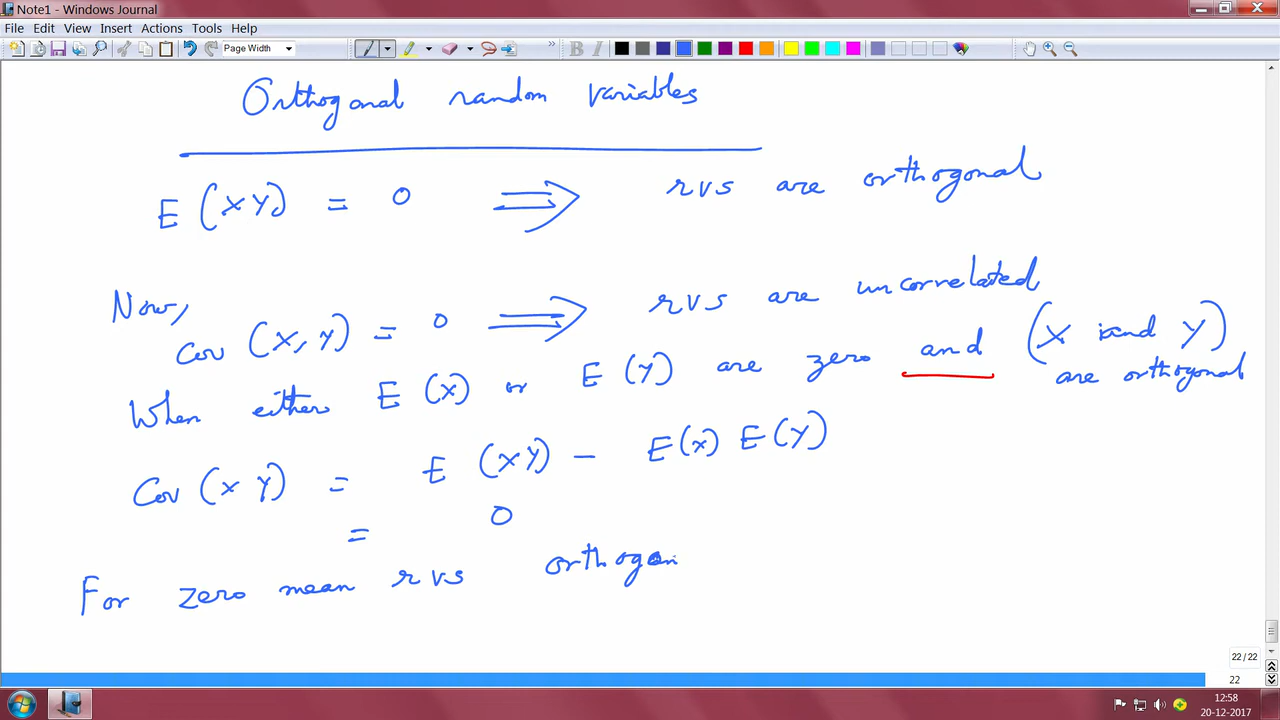 Note1 - Windows Journal
File Edit View Insert Actions Tools Help
Page Width
B I
Orthogonal random variables
E (XY) = 0 ⟹ rvs are orthogonal
Now,
Cov (X, Y) = 0 ⟹ rvs are uncorrelated
When either E (X) or E (Y) are zero and (X and Y)
are orthogonal
Cov (X Y) = E (XY) - E(X) E(Y)
= 0
For zero mean rvs orthogon
22 / 22
22
12:58
20-12-2017